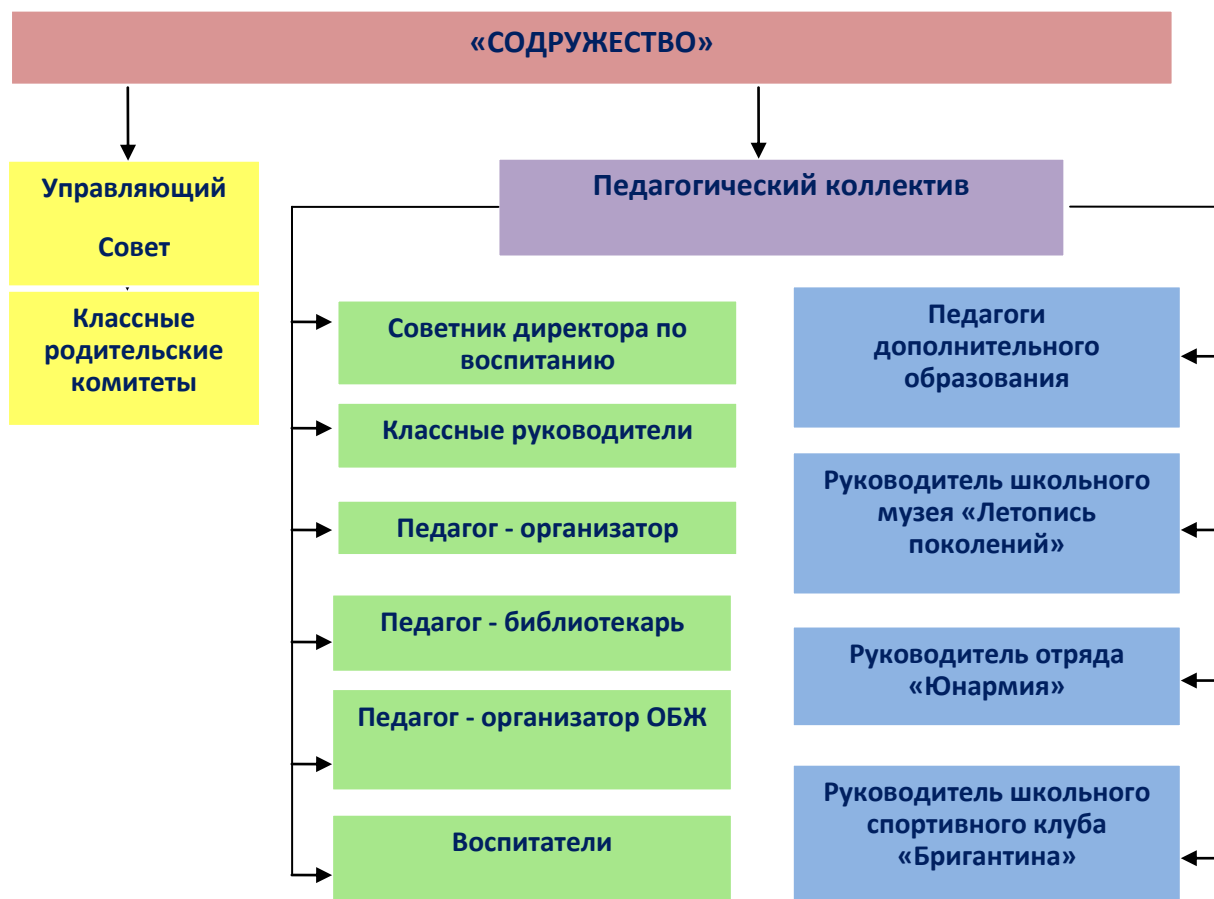 «СОДРУЖЕСТВО»
Управляющий
Совет
Классные
родительские
комитеты
Педагогический коллектив
Советник директора по
воспитанию
Классные руководители
Педагог - организатор
Педагог - библиотекарь
Педагог - организатор ОБЖ
Воспитатели
Педагоги
дополнительного
образования
Руководитель школьного
музея «Летопись
поколений»
Руководитель отряда
«Юнармия»
Руководитель школьного
спортивного клуба
«Бригантина»